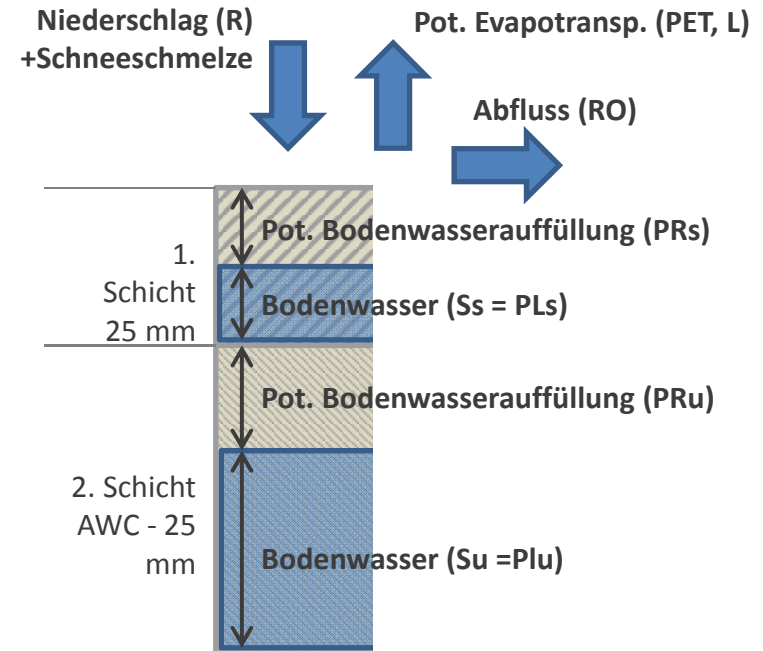 Niederschlag (R)
+Schneeschmelze
Pot. Evapotransp. (PET, L)
Abfluss (RO)
1.
Schicht
25 mm
Pot. Bodenwasserauffüllung (PRs)
Bodenwasser (Ss = PLs)
Pot. Bodenwasserauffüllung (PRu)
2. Schicht
AWC - 25
mm
Bodenwasser (Su =Plu)